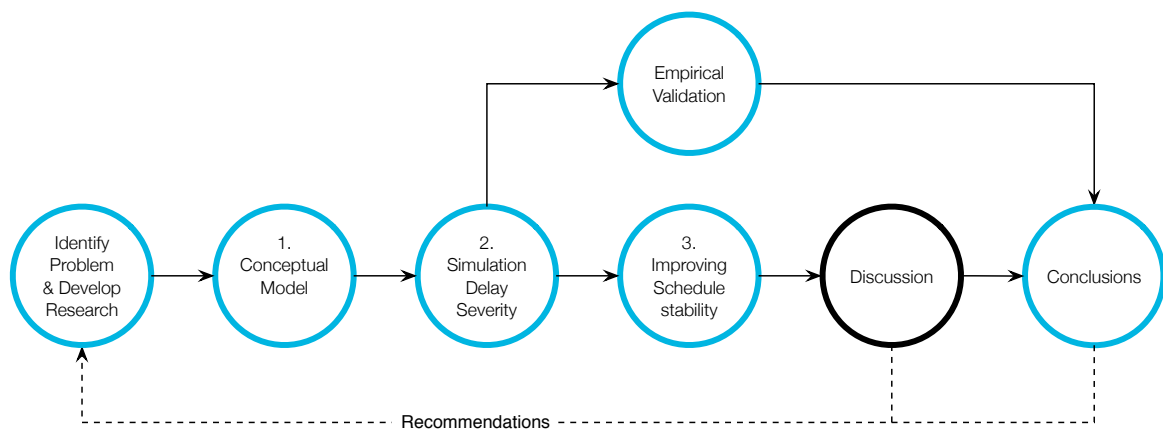 Empirical
Validation
Identify
Problem
& Develop
Research
1.
Conceptual
Model
2.
Simulation
Delay
Severity
3.
Improving
Schedule
stability
Discussion
Conclusions
Recommendations